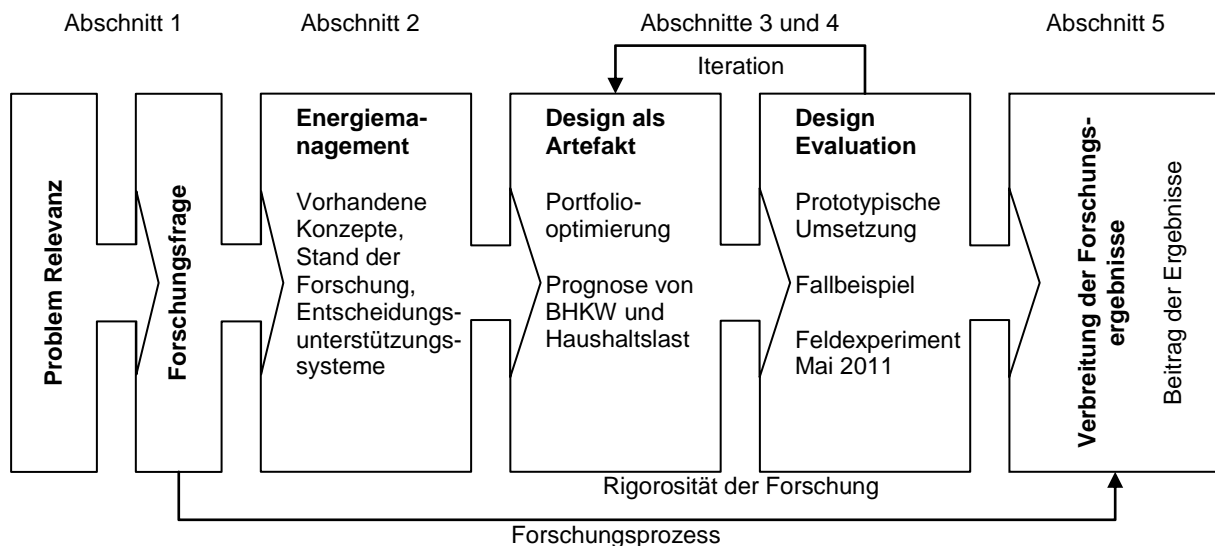 Abschnitt 1
Abschnitt 2
Abschnitte 3 und 4
Abschnitt 5
Iteration
Problem Relevanz
Forschungsfrage
Energiema-
nagement
Vorhandene
Konzepte,
Stand der
Forschung,
Entscheidungs-
unterstützungs-
systeme
Design als
Artefakt
Portfolio-
optimierung
Prognose von
BHKW und
Haushaltslast
Design
Evaluation
Prototypische
Umsetzung
Fallbeispiel
Feldexperiment
Mai 2011
Verbreitung der Forschungs-
ergebnisse
Beitrag der Ergebnisse
Rigorosität der Forschung
Forschungsprozess